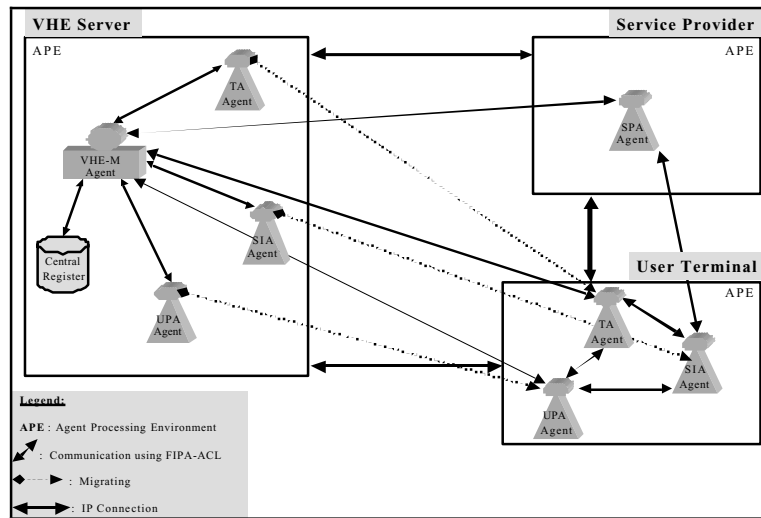 VHE Server
Service Provider
APE
APE
TA
Agent
SPA
Agent
VHE-M
Agent
SIA
Agent
Central
Register
User Terminal
APE
UPA
Agent
TA
Agent
SIA
Agent
UPA
Agent
Legend:
APE : Agent Processing Environment
: Communication using FIPA-ACL
: Migrating
: IP Connection